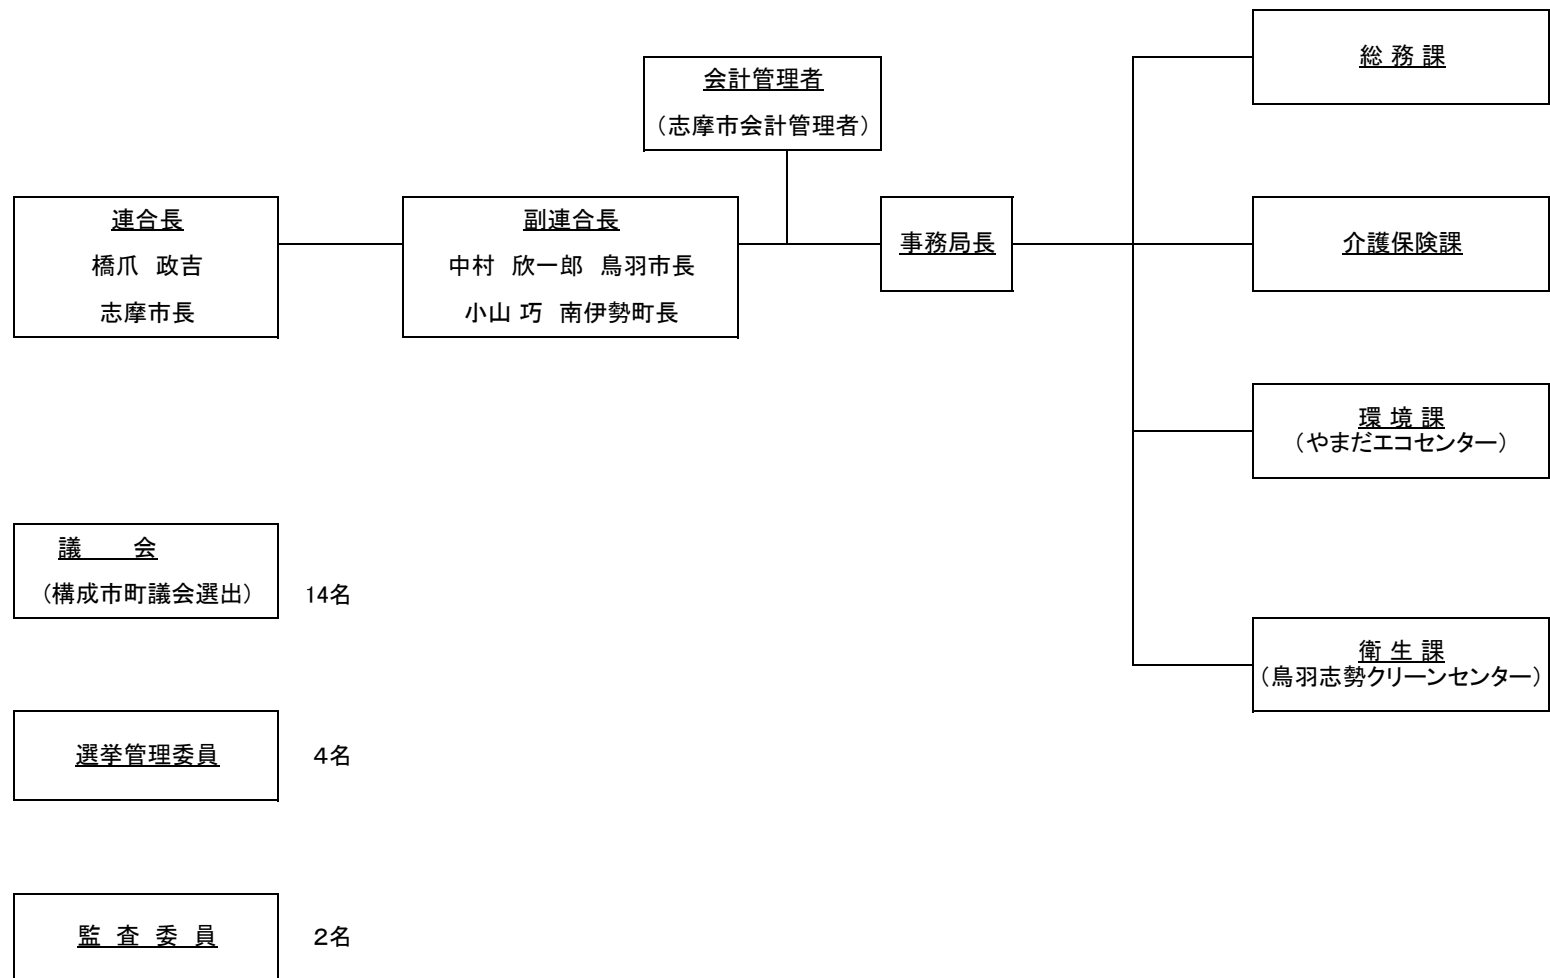 総 務 課
会計管理者
（志摩市会計管理者）
連合長
橋爪　政吉
志摩市長
副連合長
中村　欣一郎　鳥羽市長
小山 巧　南伊勢町長
事務局長
介護保険課
環 境 課
（やまだエコセンター）
議　　会
（構成市町議会選出）　14名
衛 生 課
（鳥羽志勢クリーンセンター）
選挙管理委員　４名
監　査　委　員　２名